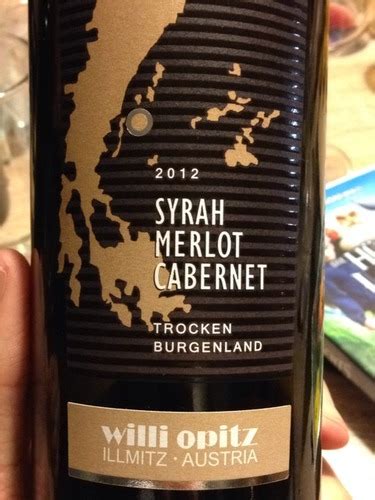 2012
SYRAH
MERLOT
CABERNET
TROCKEN
BURGENLAND
willi opitz
ILLMITZ · AUSTRIA